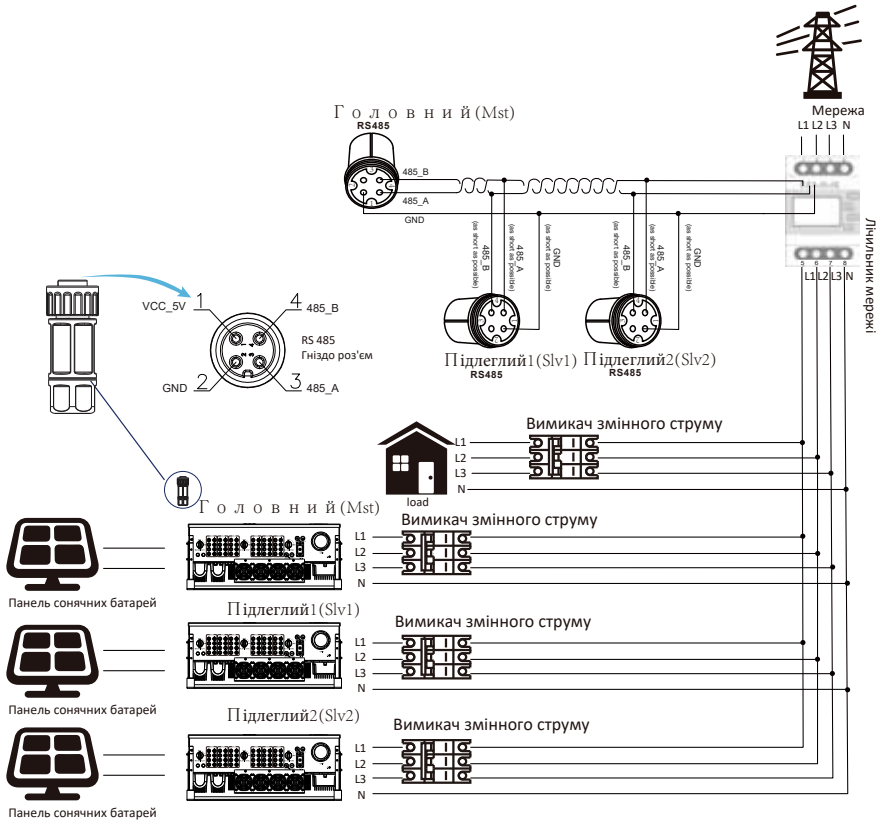 Мережа
L1 L2 L3 N
Головний(Mst)
RS485
485_B
485_A
GND
485_B
(as short as possible)
485_A
(as short as possible)
GND
(as short as possible)
485_B
(as short as possible)
485_A
(as short as possible)
GND
(as short as possible)
Лічильник мережі
5 6 7 8
L1 L2 L3 N
VCC_5V
1
4
485_B
RS 485
Гніздо роз'єм
GND
2
3
485_A
Підлеглий1(Slv1)
RS485
Підлеглий2(Slv2)
RS485
Вимикач змінного струму
L1
L2
L3
N
load
Головний(Mst)
Вимикач змінного струму
L1
L2
L3
N
Панель сонячних батарей
Підлеглий1(Slv1)
Вимикач змінного струму
L1
L2
L3
N
Панель сонячних батарей
Підлеглий2(Slv2)
Вимикач змінного струму
L1
L2
L3
N
Панель сонячних батарей